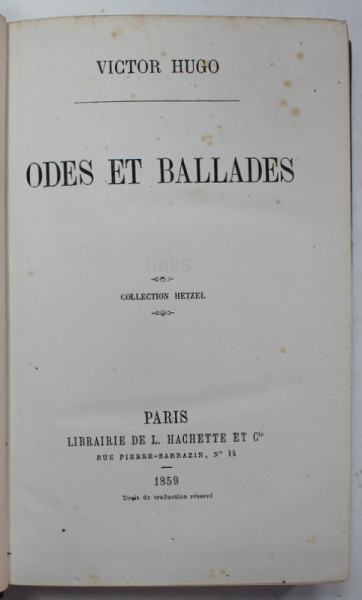 VICTOR HUGO
ODES ET BALLADES
ODES
COLLECTION HETZEL
PARIS
LIBRAIRIE DE L. HACHETTE ET Cie
RUE PIERRE-SARRAZIN, N° 14
1859
Droit de traduction réservé